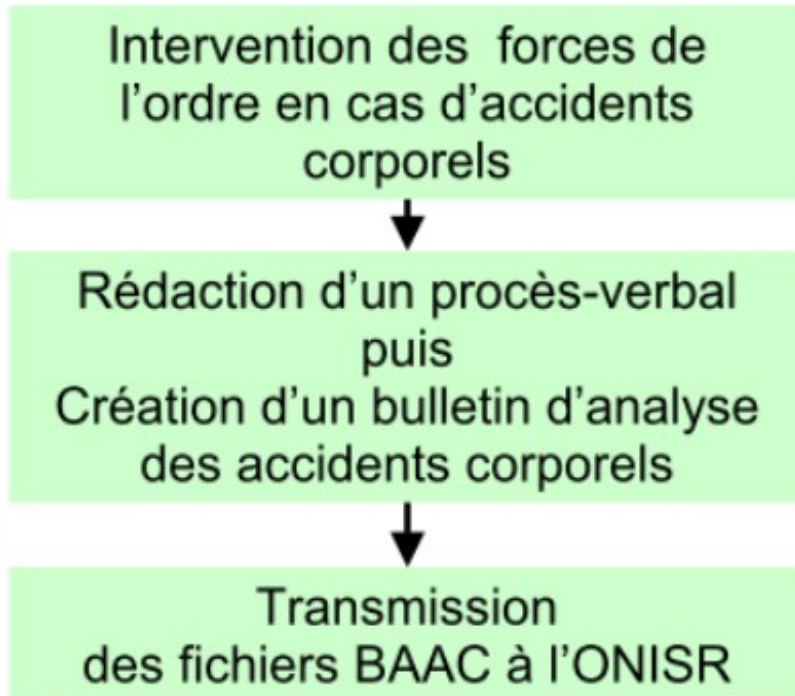 Intervention des forces de
l’ordre en cas d’accidents
corporels
Rédaction d’un procès-verbal
puis
Création d’un bulletin d’analyse
des accidents corporels
Transmission
des fichiers BAAC à l’ONISR